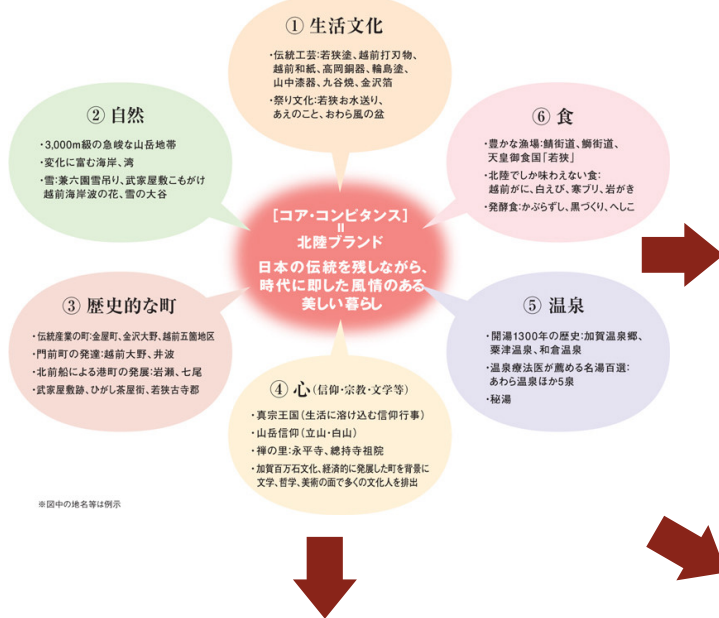 ① 生活文化
・伝統工芸:若狭塗、越前打刃物、
越前和紙、高岡銅器、輪島塗、
山中漆器、九谷焼、金沢箔
・祭り文化:若狭お水送り、
あえのこと、おわら風の盆
② 自然
・3,000m級の急峻な山岳地帯
・変化に富む海岸、湾
・雪:兼六園雪吊り、武家屋敷こもがけ
越前海岸波の花、雪の大谷
⑥ 食
・豊かな漁場:鯖街道、鰤街道、
天皇御食国「若狭」
・北陸でしか味わえない食:
越前がに、白えび、寒ブリ、岩がき
・発酵食:かぶらずし、黒づくり、へしこ
[コア・コンピタンス]
=
北陸ブランド
日本の伝統を残しながら、
時代に即した風情のある
美しい暮らし
③ 歴史的な町
・伝統産業の町:金屋町、金沢大野、越前五箇地区
・門前町の発達:越前大野、井波
・北前船による港町の発展:岩瀬、七尾
・武家屋敷跡、ひがし茶屋街、若狭古寺郡
⑤ 温泉
・開湯1300年の歴史:加賀温泉郷、
粟津温泉、和倉温泉
・温泉療法医が薦める名湯百選:
あわら温泉ほか5泉
・秘湯
④ 心(信仰・宗教・文学等)
・真宗王国(生活に溶け込む信仰行事)
・山岳信仰(立山・白山)
・禅の里:永平寺、總持寺祖院
・加賀百万石文化、経済的に発展した町を背景に
文学、哲学、美術の面で多くの文化人を排出
※図中の地名等は例示